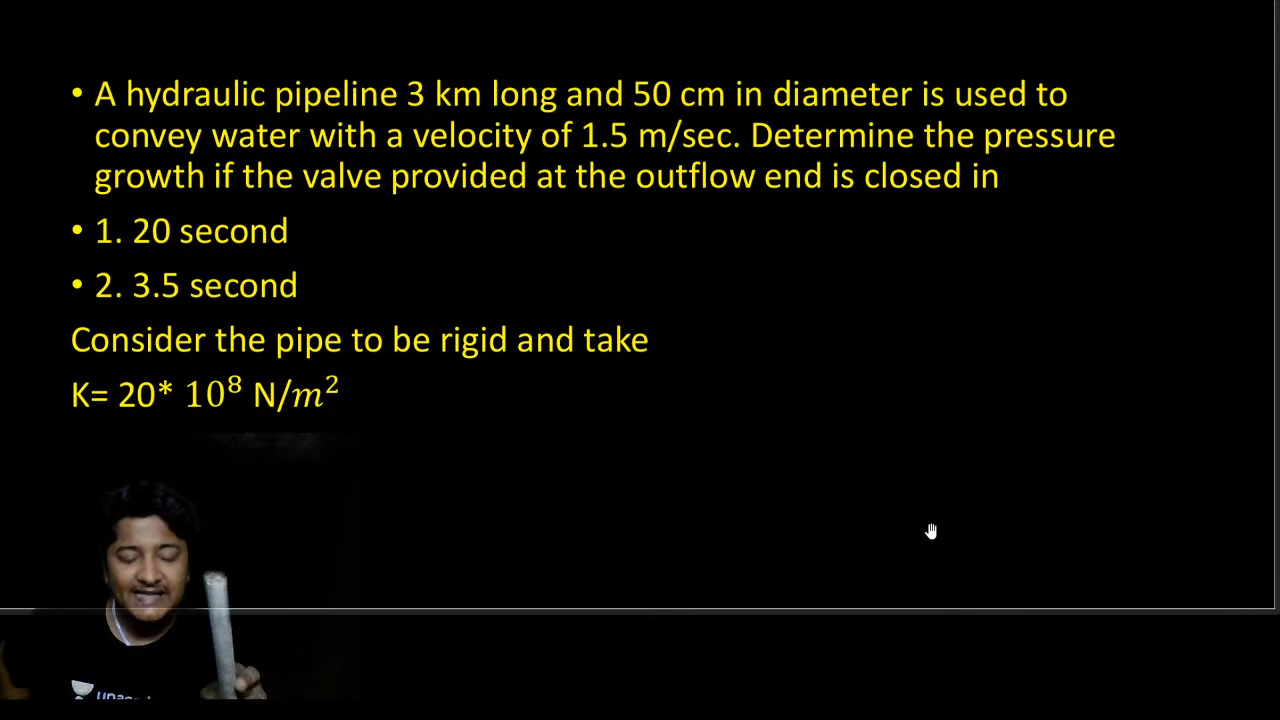 • A hydraulic pipeline 3 km long and 50 cm in diameter is used to
convey water with a velocity of 1.5 m/sec. Determine the pressure
growth if the valve provided at the outflow end is closed in
• 1. 20 second
• 2. 3.5 second
Consider the pipe to be rigid and take
K= 20* 10⁸ N/m²